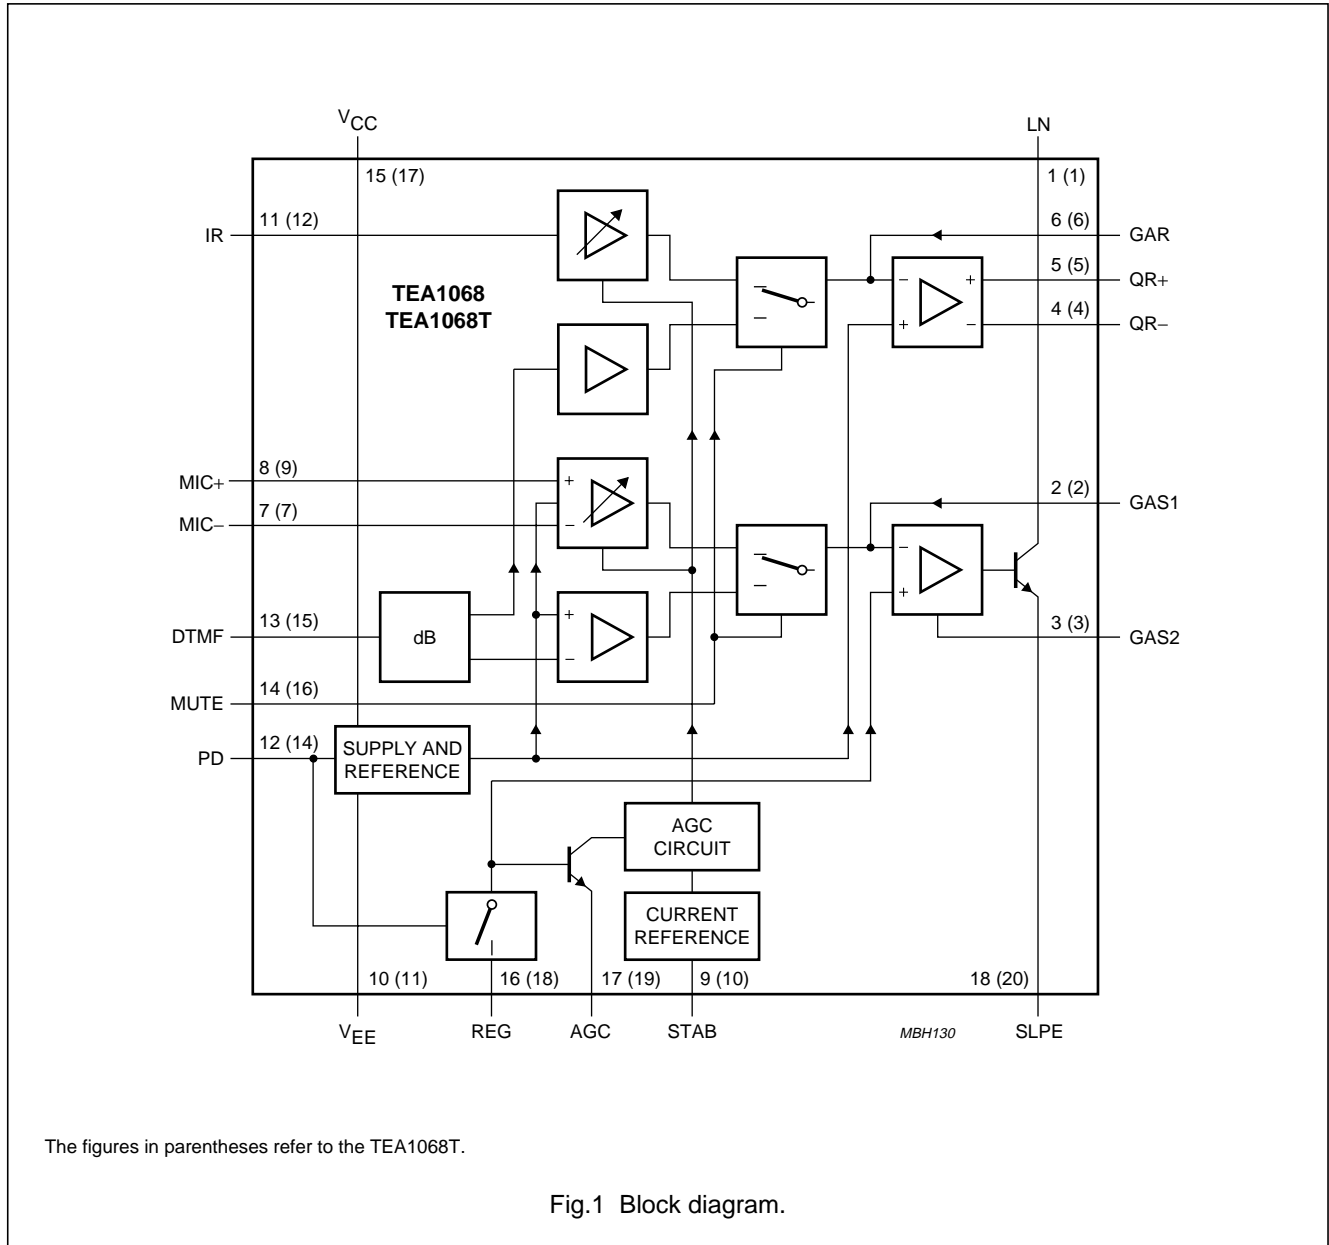 VCC
LN
15 (17)
1 (1)
11 (12)
6 (6)
IR
GAR
5 (5)
QR+
TEA1068
TEA1068T
4 (4)
QR−
− +
+ −
8 (9)
MIC+
+
2 (2)
GAS1
7 (7)
MIC−
−
−
13 (15)
DTMF
dB
+
−
+
3 (3)
GAS2
14 (16)
MUTE
12 (14)
PD
SUPPLY AND
REFERENCE
AGC
CIRCUIT
CURRENT
REFERENCE
10 (11)
16 (18)
17 (19)
9 (10)
18 (20)
VEE
REG
AGC
STAB
MBH130
SLPE
The figures in parentheses refer to the TEA1068T.
Fig.1 Block diagram.